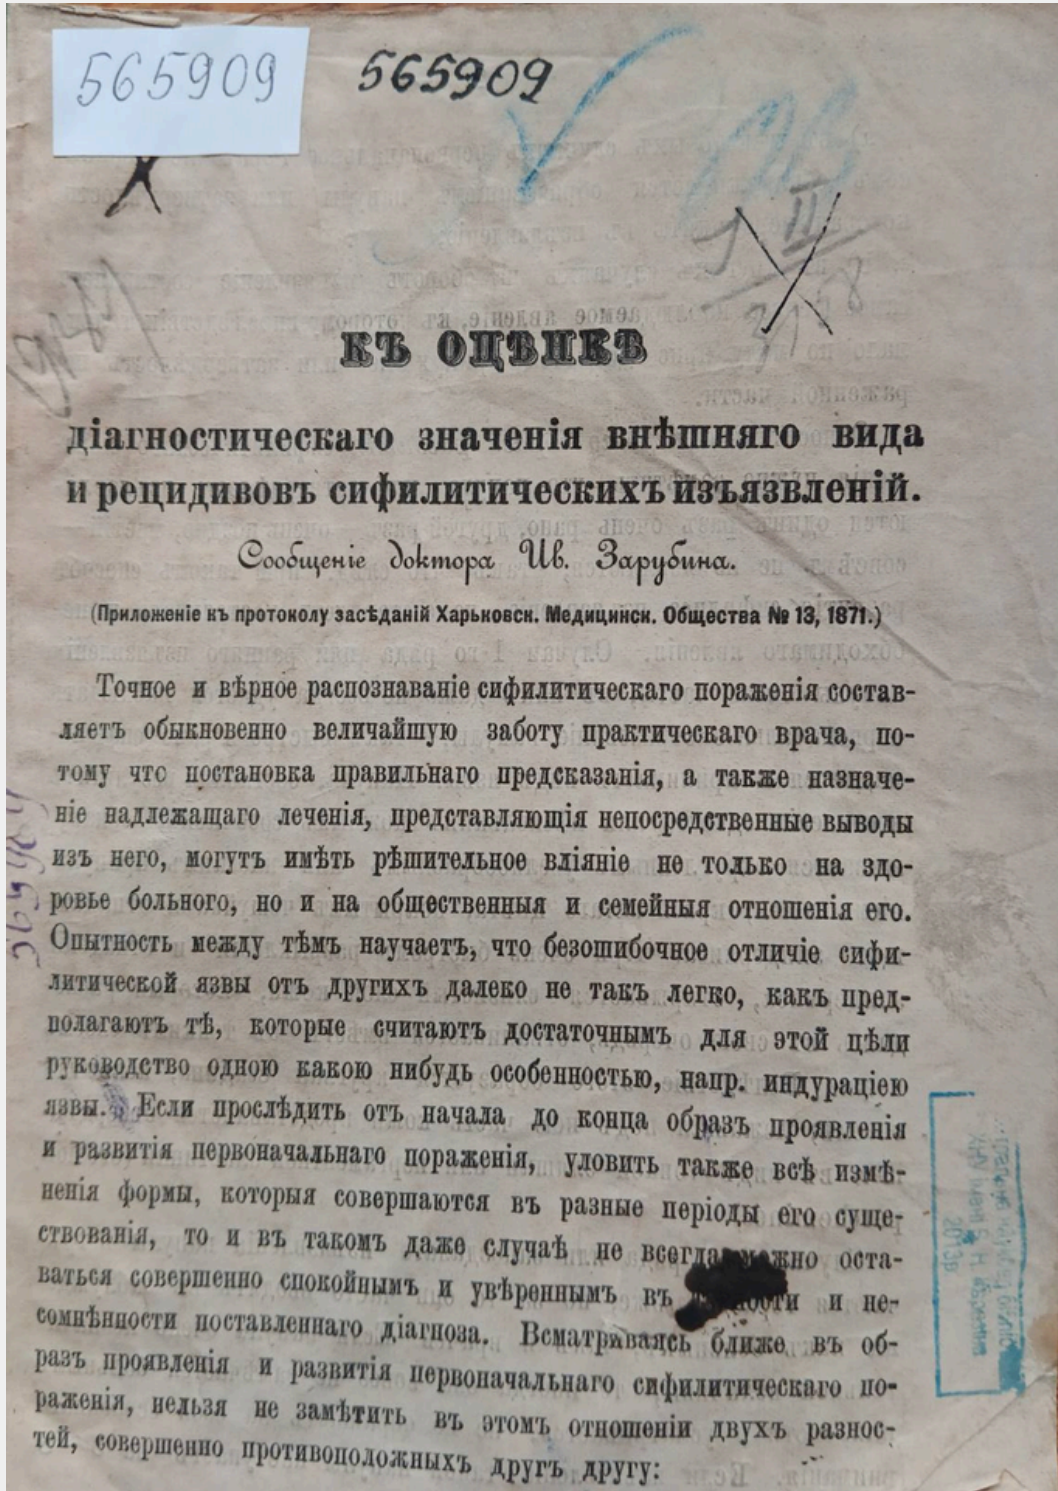 565909
565909
КЪ ОЦѢНКѢ
діагностическаго значенія внѣшняго вида
и рецидивовъ сифилитическихъ изъязвленій.
Сообщеніе доктора Ив. Зарубина.
(Приложеніе къ протоколу засѣданій Харьковск. Медицинск. Общества № 13, 1871.)
Точное и вѣрное распознаваніе сифилитическаго пораженія состав-
ляетъ обыкновенно величайшую заботу практическаго врача, по-
тому что постановка правильнаго предсказанія, а также назначе-
ніе надлежащаго леченія, представляющія непосредственные выводы
изъ него, могутъ имѣть рѣшительное вліяніе не только на здо-
ровье больного, но и на общественныя и семейныя отношенія его.
Опытность между тѣмъ научаетъ, что безошибочное отличіе сифи-
литической язвы отъ другихъ далеко не такъ легко, какъ пред-
полагаютъ тѣ, которые считаютъ достаточнымъ для этой цѣли
руководство одною какою нибудь особенностью, напр. индураціею
язвы. Если прослѣдить отъ начала до конца образъ проявленія
и развитія первоначальнаго пораженія, уловить также всѣ измѣ-
ненія формы, которыя совершаются въ разные періоды его суще-
ствованія, то и въ такомъ даже случаѣ не всегда можно оста-
ваться совершенно спокойнымъ и увѣреннымъ въ и не-
сомнѣнности поставленнаго діагноза. Всматриваясь ближе въ об-
разъ проявленія и развитія первоначальнаго сифилитическаго по-
раженія, нельзя не замѣтить въ этомъ отношеніи двухъ разнос-
тей, совершенно противоположныхъ другъ другу: